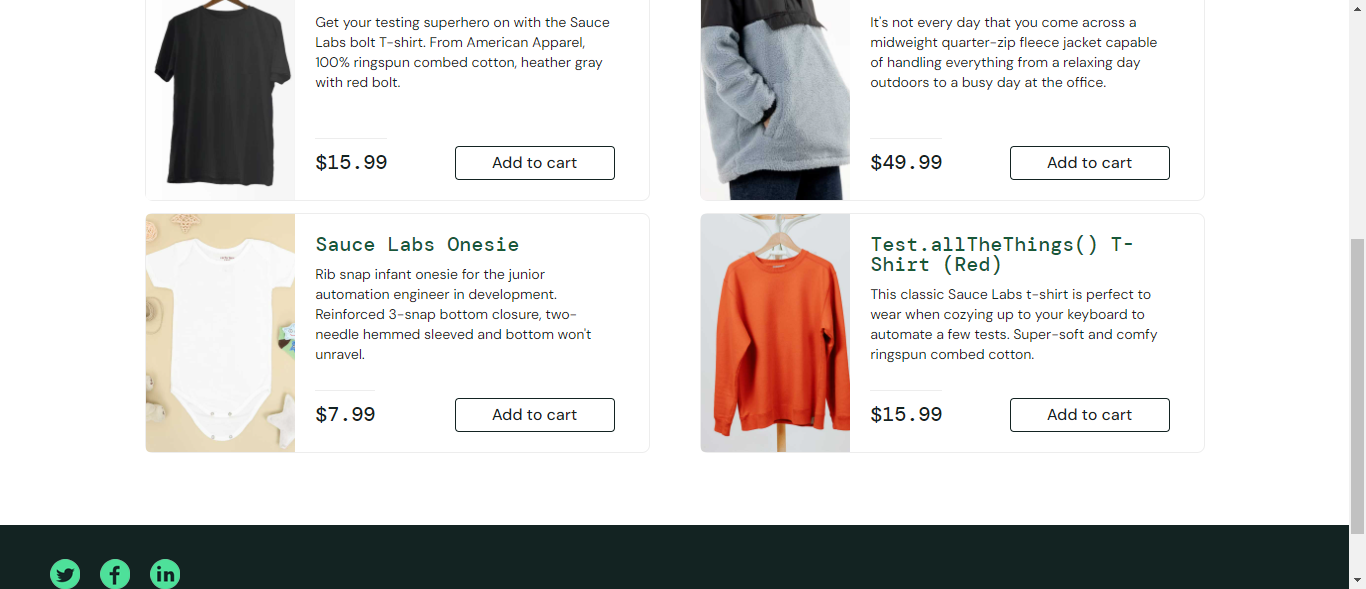 Get your testing superhero on with the Sauce
Labs bolt T-shirt. From American Apparel,
100% ringspun combed cotton, heather gray
with red bolt.
$15.99
Add to cart
It's not every day that you come across a
midweight quarter-zip fleece jacket capable
of handling everything from a relaxing day
outdoors to a busy day at the office.
$49.99
Add to cart
Sauce Labs Onesie
Rib snap infant onesie for the junior
automation engineer in development.
Reinforced 3-snap bottom closure, two-
needle hemmed sleeved and bottom won't
unravel.
$7.99
Add to cart
Test.allTheThings() T-
Shirt (Red)
This classic Sauce Labs t-shirt is perfect to
wear when cozying up to your keyboard to
automate a few tests. Super-soft and comfy
ringspun combed cotton.
$15.99
Add to cart